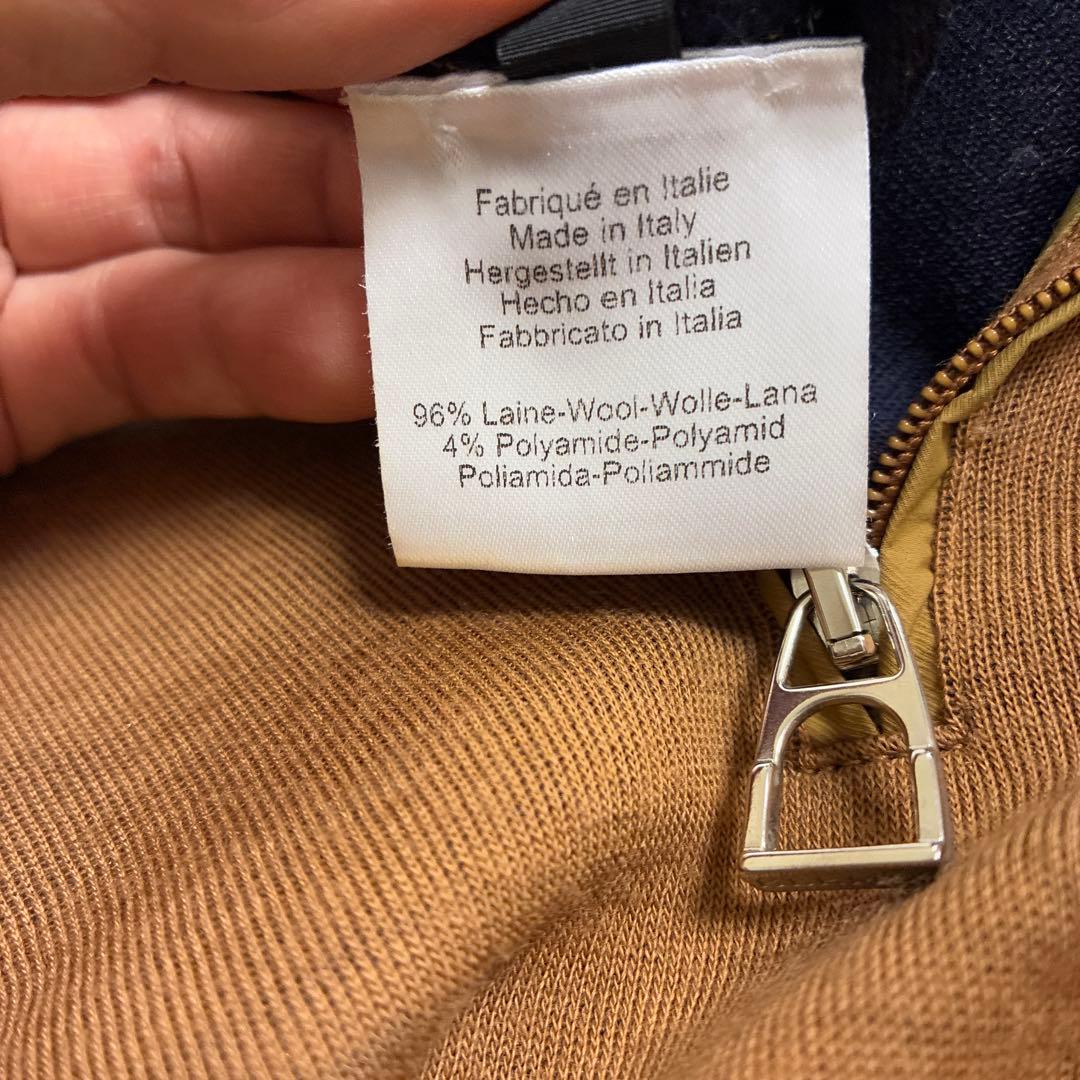 Fabriqué en Italie
Made in Italy
Hergestellt in Italien
Hecho en Italia
Fabbricato in Italia
96% Laine-Wool-Wolle-Lana
4% Polyamide-Polyamid
Poliamida-Poliammide